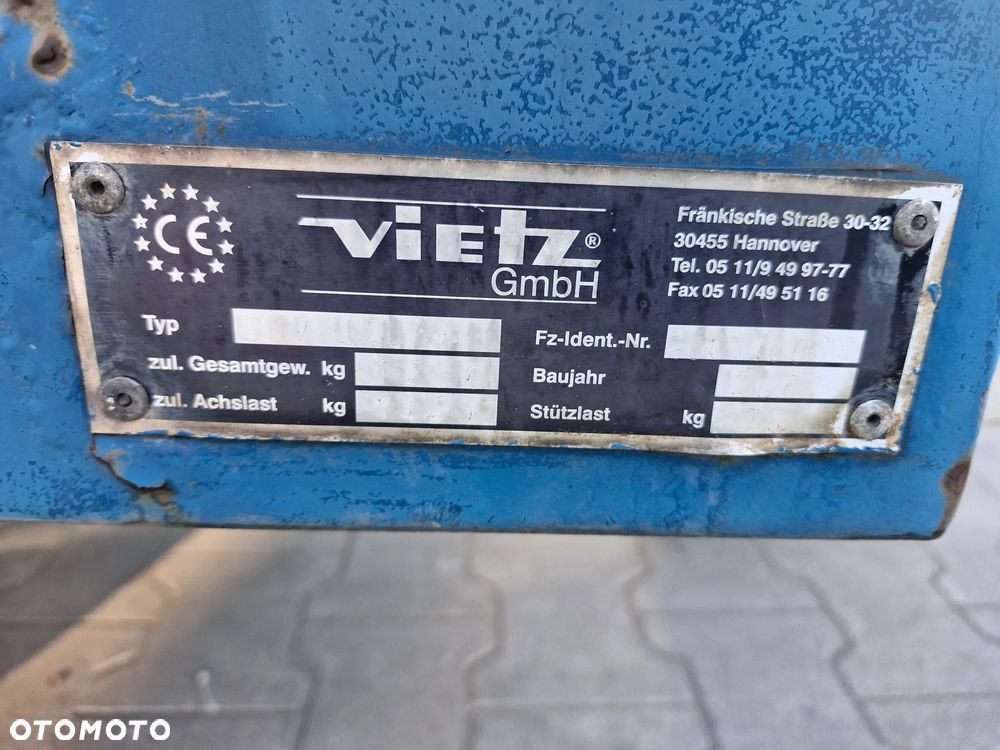 CE
VIETZ®
GmbH
Fränkische Straße 30-32
30455 Hannover
Tel. 05 11/9 49 97-77
Fax 05 11/49 51 16
Typ
Fz-Ident.-Nr.
zul. Gesamtgew. kg
Baujahr
zul. Achslast kg
Stützlast kg
OTOMOTO